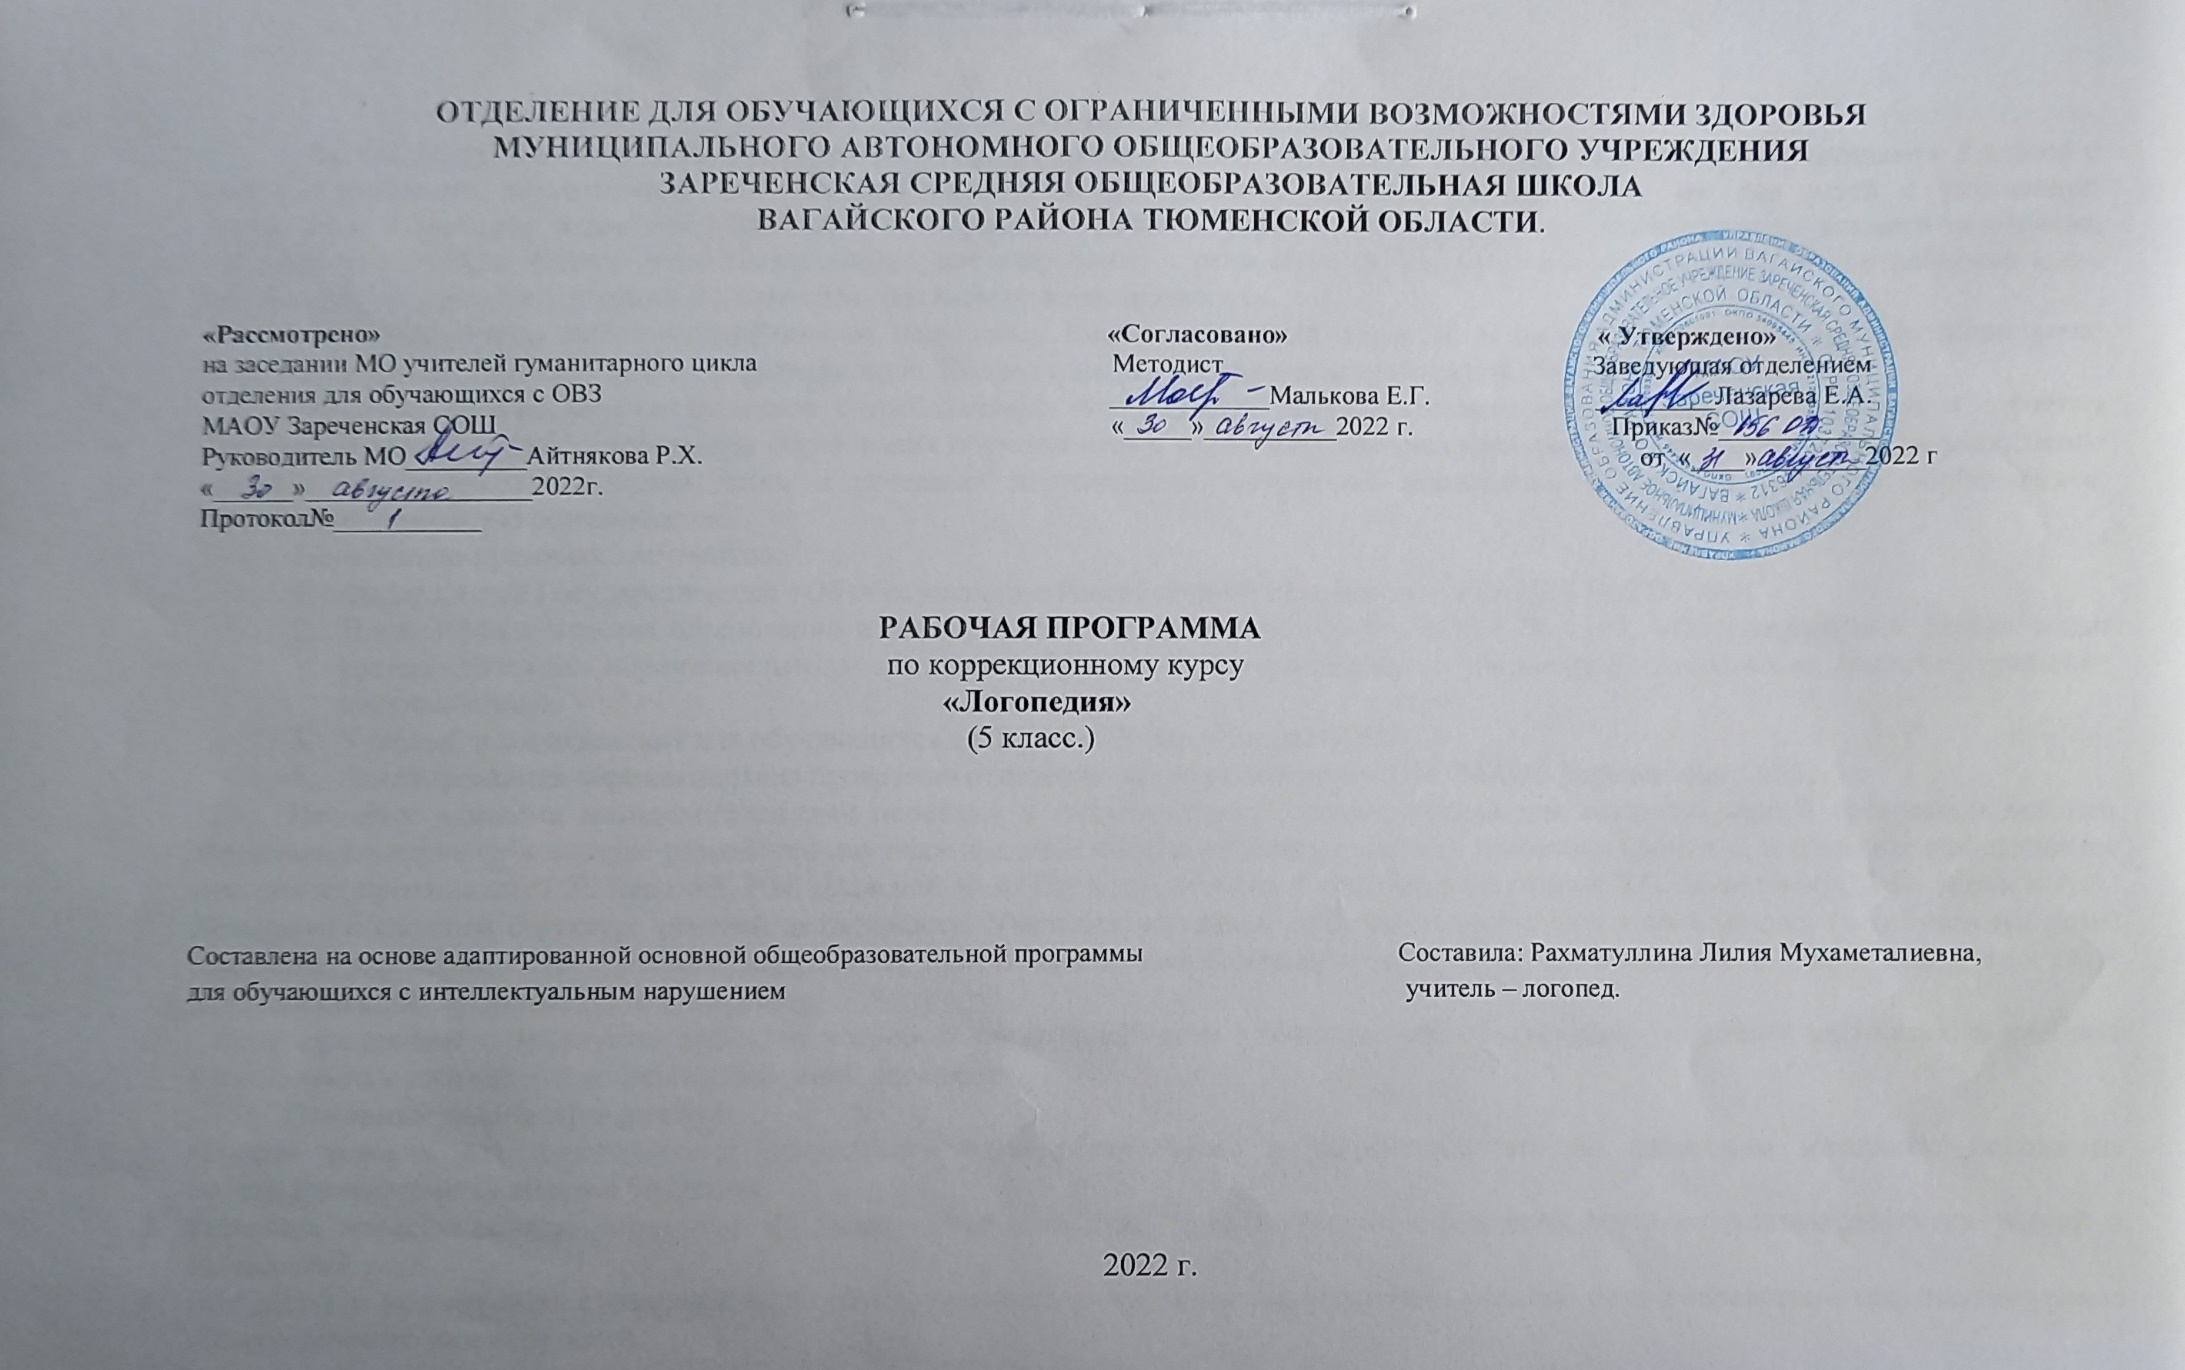 ОТДЕЛЕНИЕ ДЛЯ ОБУЧАЮЩИХСЯ С ОГРАНИЧЕННЫМИ ВОЗМОЖНОСТЯМИ ЗДОРОВЬЯ
МУНИЦИПАЛЬНОГО АВТОНОМНОГО ОБЩЕОБРАЗОВАТЕЛЬНОГО УЧРЕЖДЕНИЯ
ЗАРЕЧЕНСКАЯ СРЕДНЯЯ ОБЩЕОБРАЗОВАТЕЛЬНАЯ ШКОЛА
ВАГАЙСКОГО РАЙОНА ТЮМЕНСКОЙ ОБЛАСТИ.
«Рассмотрено»
на заседании МО учителей гуманитарного цикла
отделения для обучающихся с ОВЗ
МАОУ Зареченская СОШ
Руководитель МО Айтнякова Р.Х.
« 30 » августа 2022г.
Протокол№ 1
«Согласовано»
Методист
Малькова Е.Г.
« 30 » август 2022 г.
« Утверждено»
Заведующая отделением
Лазарева Е.А.
Приказ№ 156 од
от « 31 » август 2022 г
РАБОЧАЯ ПРОГРАММА
по коррекционному курсу
«Логопедия»
(5 класс.)
Составлена на основе адаптированной основной общеобразовательной программы
для обучающихся с интеллектуальным нарушением
Составила: Рахматуллина Лилия Мухаметалиевна,
учитель – логопед.
2022 г.